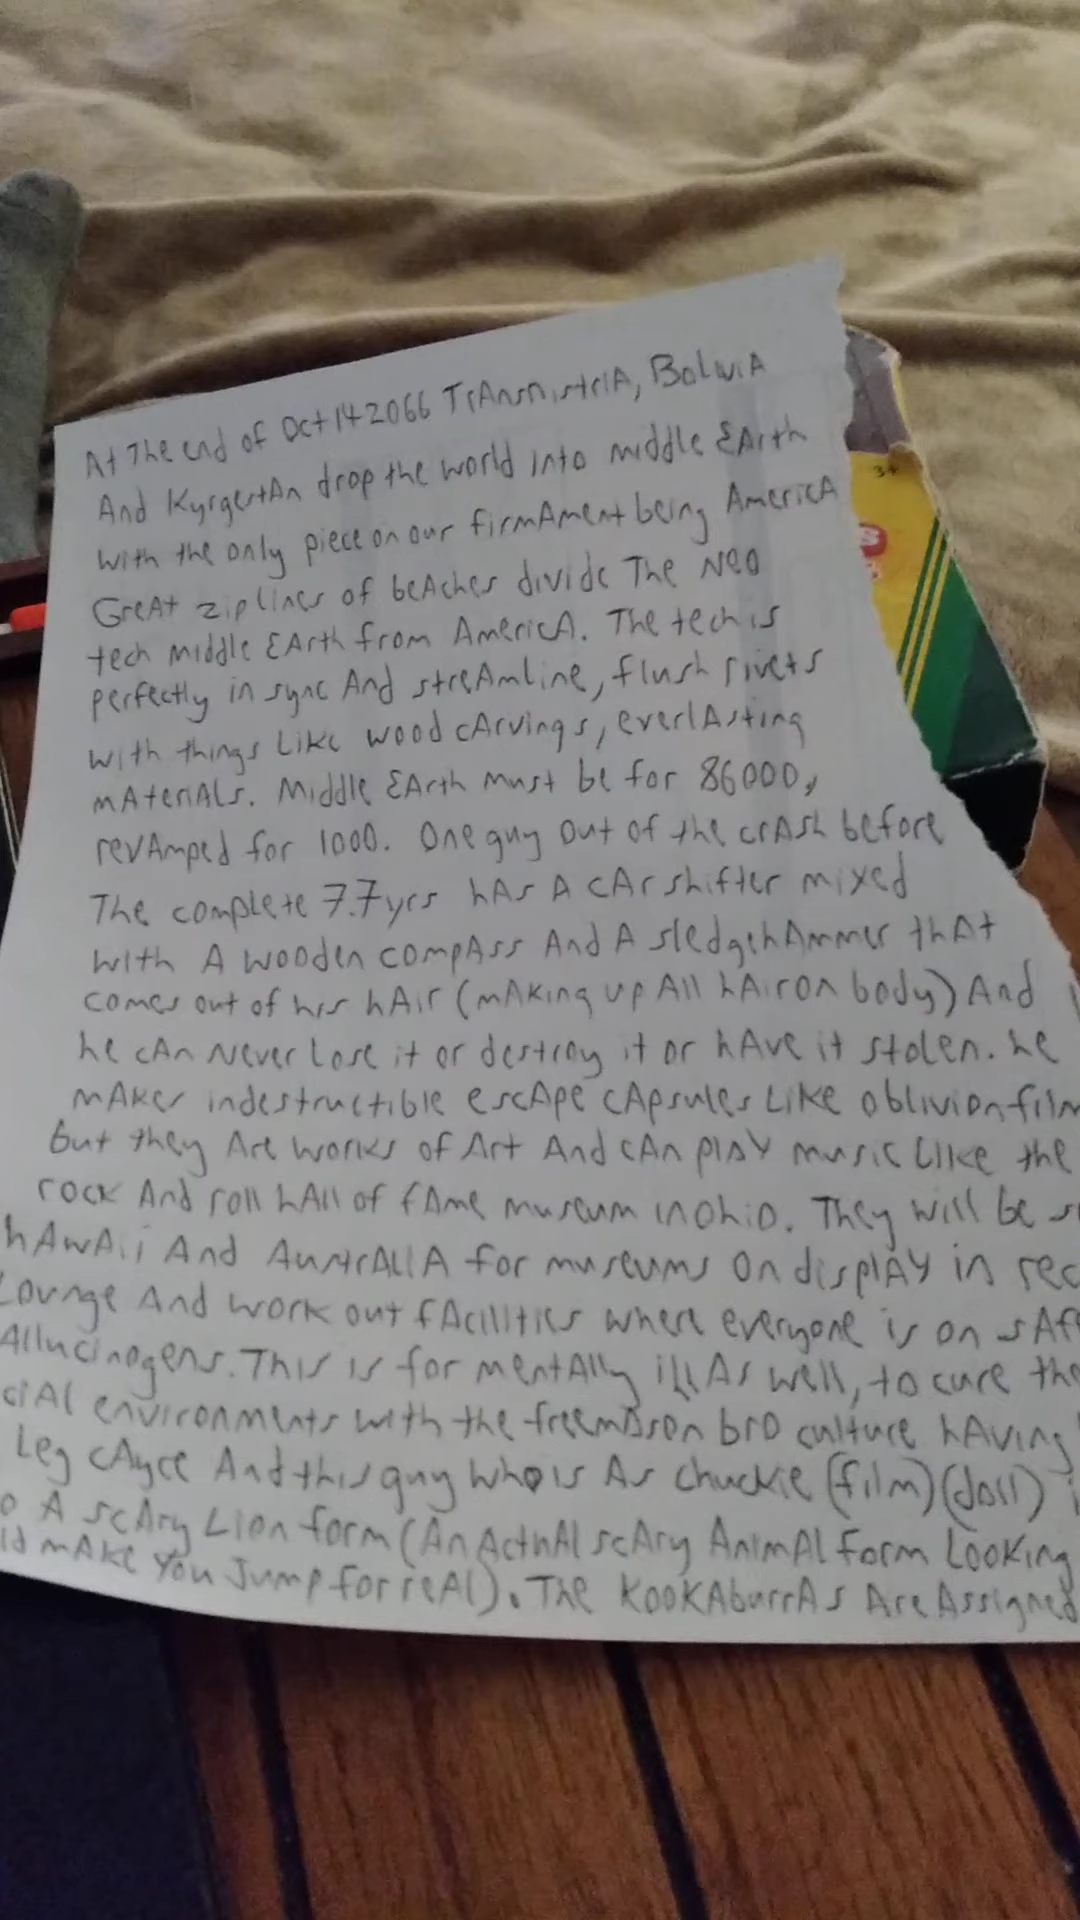 At The end of Oct 14 2066 TrAnsnistriA, BoliviA
And KyrgestAn drop the world into middle EArth
with the only piece on our firmAment being AmericA
GreAt zip lines of beAches divide The Neo
tech middle EArth from AmericA. The tech is
perfectly in sync And streAmline, flush rivets
with things Like wood cArvings, everlAsting
mAteriAls. Middle EArth must be for 86000,
revAmped for 1000. One guy out of the crAsh before
The complete 7.7 yrs hAs A cAr shifter mixed
with A wooden compAss And A sledgehAmmer thAt
comes out of his hAir (mAking up All hAir on body) And
he cAn Never Lose it or destroy it or hAve it stolen. he
mAkes indestructible escApe cApsules Like oblivion film
but they Are works of Art And cAn plAy music Like the
rock And roll hAll of fAme museum in Ohio. They will be
hAwAii And AustrAliA for museums On displAy in rec
Lounge And work out fAcilities where everyone is on sAfe
Allucinogens. This is for mentAlly ill As well, to cure the
ciAl environments with the freemAson bro culture hAving
Leg cAyce And this guy who is As chuckie (film) (doll)
o A scAry Lion form (An ActuAl scAry AnimAl form Looking
ld mAke You Jump for reAl). The kookAburrAs Are Assigned
3+